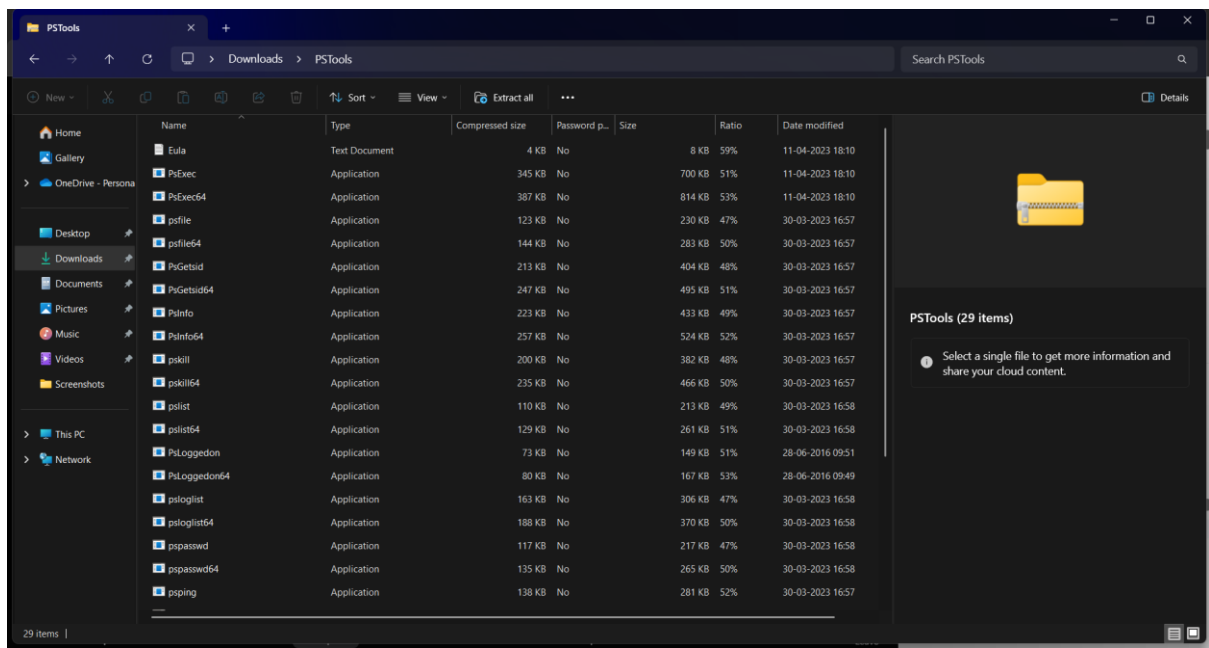 PSTools
Downloads > PSTools
Search PSTools
New
Sort
View
Extract all
Details
Home
Gallery
OneDrive - Persona
Desktop
Downloads
Documents
Pictures
Music
Videos
Screenshots
This PC
Network
Name Type Compressed size Password p... Size Ratio Date modified
Eula Text Document 4 KB No 8 KB 59% 11-04-2023 18:10
PsExec Application 345 KB No 700 KB 51% 11-04-2023 18:10
PsExec64 Application 387 KB No 814 KB 53% 11-04-2023 18:10
psfile Application 123 KB No 230 KB 47% 30-03-2023 16:57
psfile64 Application 144 KB No 283 KB 50% 30-03-2023 16:57
PsGetsid Application 213 KB No 404 KB 48% 30-03-2023 16:57
PsGetsid64 Application 247 KB No 495 KB 51% 30-03-2023 16:57
PsInfo Application 223 KB No 433 KB 49% 30-03-2023 16:57
PsInfo64 Application 257 KB No 524 KB 52% 30-03-2023 16:57
pskill Application 200 KB No 382 KB 48% 30-03-2023 16:57
pskill64 Application 235 KB No 466 KB 50% 30-03-2023 16:57
pslist Application 110 KB No 213 KB 49% 30-03-2023 16:58
pslist64 Application 129 KB No 261 KB 51% 30-03-2023 16:58
PsLoggedon Application 73 KB No 149 KB 51% 28-06-2016 09:51
PsLoggedon64 Application 80 KB No 167 KB 53% 28-06-2016 09:49
psloglist Application 163 KB No 306 KB 47% 30-03-2023 16:58
psloglist64 Application 188 KB No 370 KB 50% 30-03-2023 16:58
pspasswd Application 117 KB No 217 KB 47% 30-03-2023 16:58
pspasswd64 Application 135 KB No 265 KB 50% 30-03-2023 16:58
psping Application 138 KB No 281 KB 52% 30-03-2023 16:57
PSTools (29 items)
Select a single file to get more information and
share your cloud content.
29 items